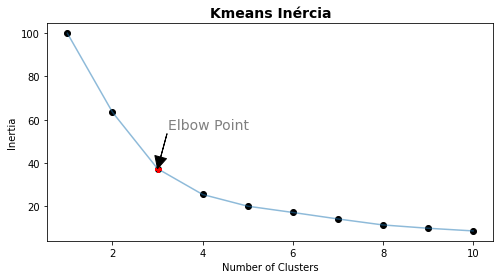 Kmeans Inércia
100
80
60
40
20
Inertia
Elbow Point
2 4 6 8 10
Number of Clusters